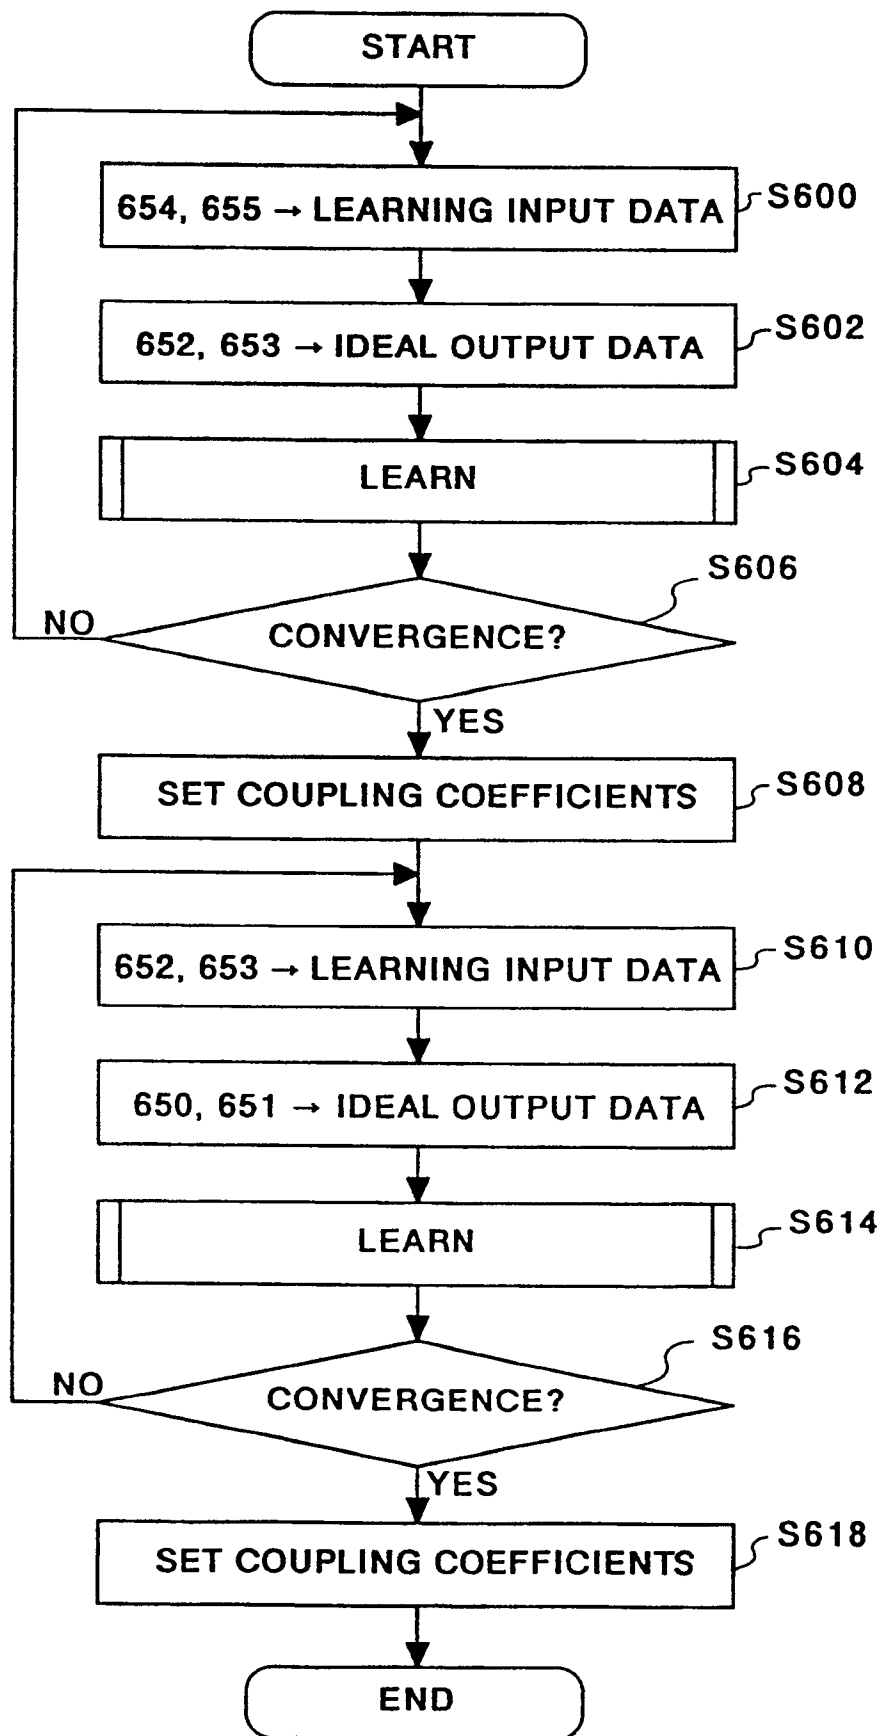 START
654, 655 → LEARNING INPUT DATA
S600
652, 653 → IDEAL OUTPUT DATA
S602
LEARN
S604
S606
CONVERGENCE?
NO
YES
SET COUPLING COEFFICIENTS
S608
652, 653 → LEARNING INPUT DATA
S610
650, 651 → IDEAL OUTPUT DATA
S612
LEARN
S614
S616
CONVERGENCE?
NO
YES
SET COUPLING COEFFICIENTS
S618
END